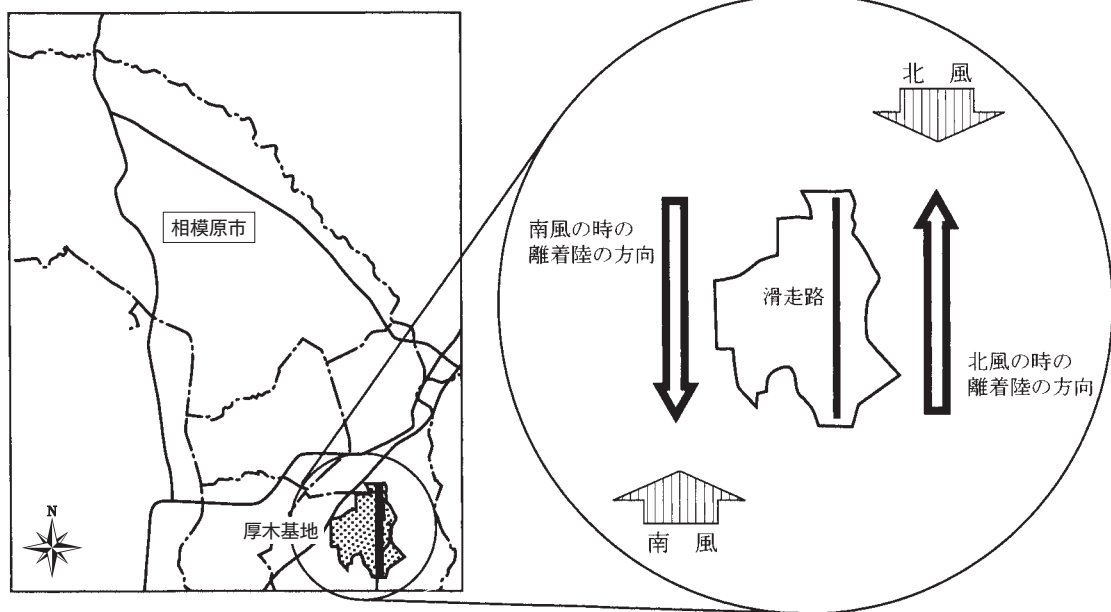 相模原市
厚木基地
N
北 風
南風の時の
離着陸の方向
滑走路
北風の時の
離着陸の方向
南 風